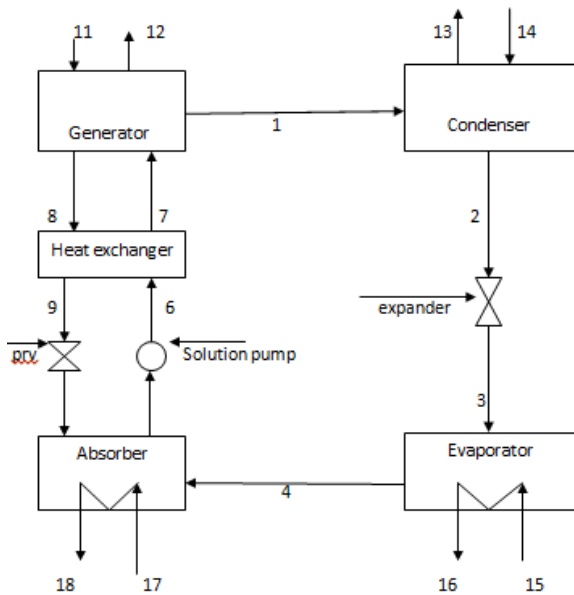 11 12 13 14
Generator
Condenser
1
8 7 2
Heat exchanger
9 6
expander
prv Solution pump
3
Absorber
Evaporator
4
18 17 16 15